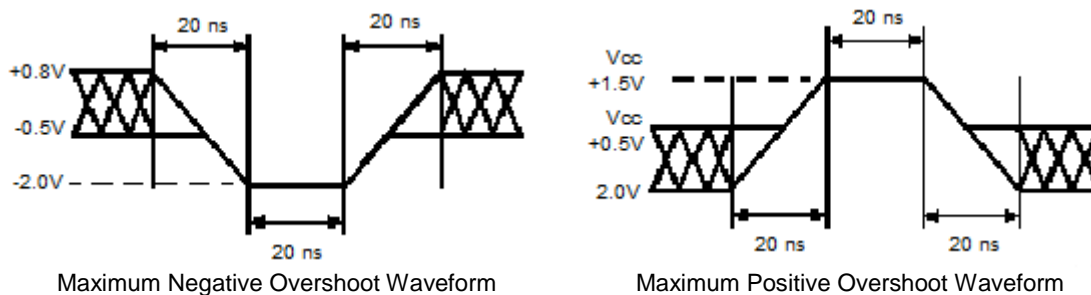 20 ns
20 ns
+0.8V
-0.5V
-2.0V
20 ns
Maximum Negative Overshoot Waveform
20 ns
Vcc
+1.5V
Vcc
+0.5V
2.0V
20 ns
20 ns
Maximum Positive Overshoot Waveform